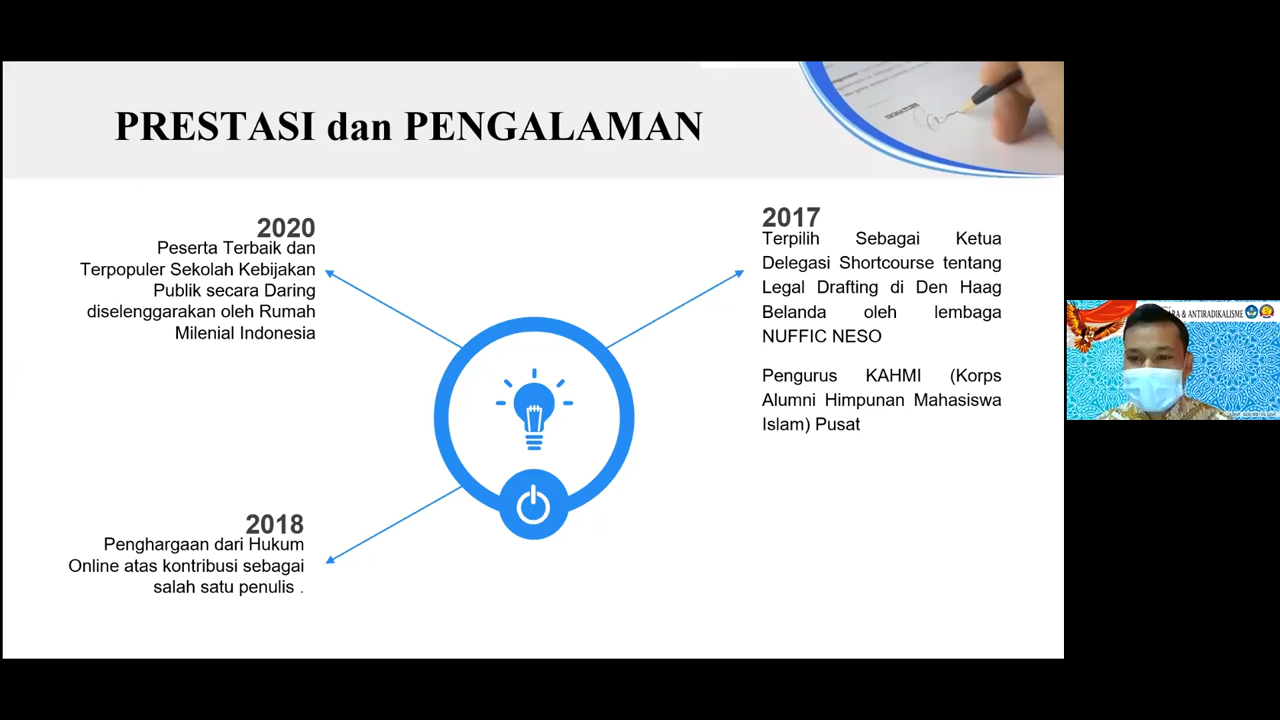 PRESTASI dan PENGALAMAN
2020
Peserta Terbaik dan
Terpopuler Sekolah Kebijakan
Publik secara Daring
diselenggarakan oleh Rumah
Milenial Indonesia
2018
Penghargaan dari Hukum
Online atas kontribusi sebagai
salah satu penulis .
2017
Terpilih Sebagai Ketua
Delegasi Shortcourse tentang
Legal Drafting di Den Haag
Belanda oleh lembaga
NUFFIC NESO
Pengurus KAHMI (Korps
Alumni Himpunan Mahasiswa
Islam) Pusat
& ANTIRADIKALISME